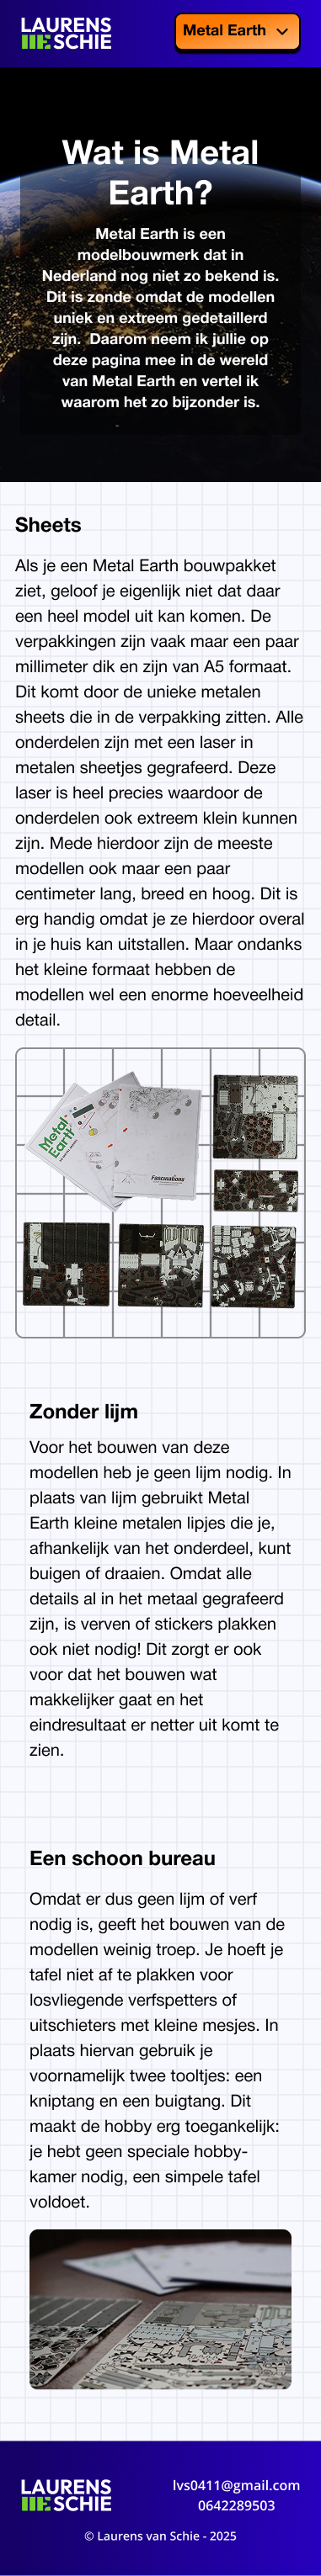 LAURENS
SCHIE
Metal Earth
Wat is Metal
Earth?
Metal Earth is een
modelbouwmerk dat in
Nederland nog niet zo bekend is.
Dit is zonde omdat de modellen
uniek en extreem gedetaillerd
zijn. Daarom neem ik jullie op
deze pagina mee in de wereld
van Metal Earth en vertel ik
waarom het zo bijzonder is.
Sheets
Als je een Metal Earth bouwpakket
ziet, geloof je eigenlijk niet dat daar
een heel model uit kan komen. De
verpakkingen zijn vaak maar een paar
millimeter dik en zijn van A5 formaat.
Dit komt door de unieke metalen
sheets die in de verpakking zitten. Alle
onderdelen zijn met een laser in
metalen sheetjes gegrafeerd. Deze
laser is heel precies waardoor de
onderdelen ook extreem klein kunnen
zijn. Mede hierdoor zijn de meeste
modellen ook maar een paar
centimeter lang, breed en hoog. Dit is
erg handig omdat je ze hierdoor overal
in je huis kan uitstallen. Maar ondanks
het kleine formaat hebben de
modellen wel een enorme hoeveelheid
detail.
Metal
Earth
Fascinations
Zonder lijm
Voor het bouwen van deze
modellen heb je geen lijm nodig. In
plaats van lijm gebruikt Metal
Earth kleine metalen lipjes die je,
afhankelijk van het onderdeel, kunt
buigen of draaien. Omdat alle
details al in het metaal gegrafeerd
zijn, is verven of stickers plakken
ook niet nodig! Dit zorgt er ook
voor dat het bouwen wat
makkelijker gaat en het
eindresultaat er netter uit komt te
zien.
Een schoon bureau
Omdat er dus geen lijm of verf
nodig is, geeft het bouwen van de
modellen weinig troep. Je hoeft je
tafel niet af te plakken voor
losvliegende verfspetters of
uitschieters met kleine mesjes. In
plaats hiervan gebruik je
voornamelijk twee tooltjes: een
kniptang en een buigtang. Dit
maakt de hobby erg toegankelijk:
je hebt geen speciale hobby-
kamer nodig, een simpele tafel
voldoet.
LAURENS
SCHIE
lvs0411@gmail.com
0642289503
© Laurens van Schie - 2025